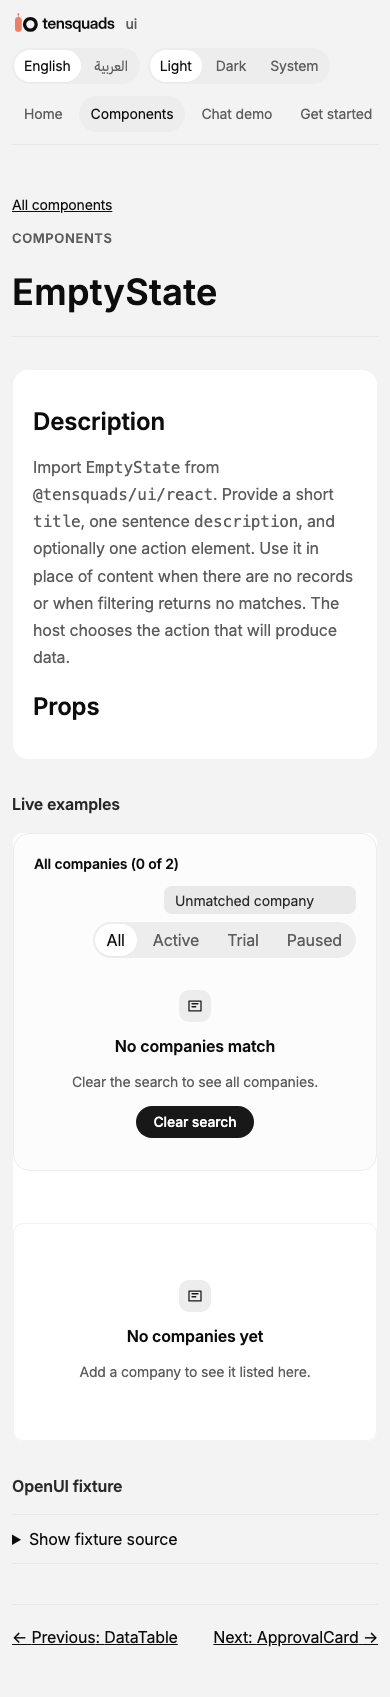 tensquads ui
English العربية Light Dark System
Home Components Chat demo Get started
All components
COMPONENTS
EmptyState
Description
Import EmptyState from
@tensquads/ui/react. Provide a short
title, one sentence description, and
optionally one action element. Use it in
place of content when there are no records
or when filtering returns no matches. The
host chooses the action that will produce
data.
Props
Live examples
All companies (0 of 2)
Unmatched company
All Active Trial Paused
No companies match
Clear the search to see all companies.
Clear search
No companies yet
Add a company to see it listed here.
OpenUI fixture
▶ Show fixture source
← Previous: DataTable Next: ApprovalCard →